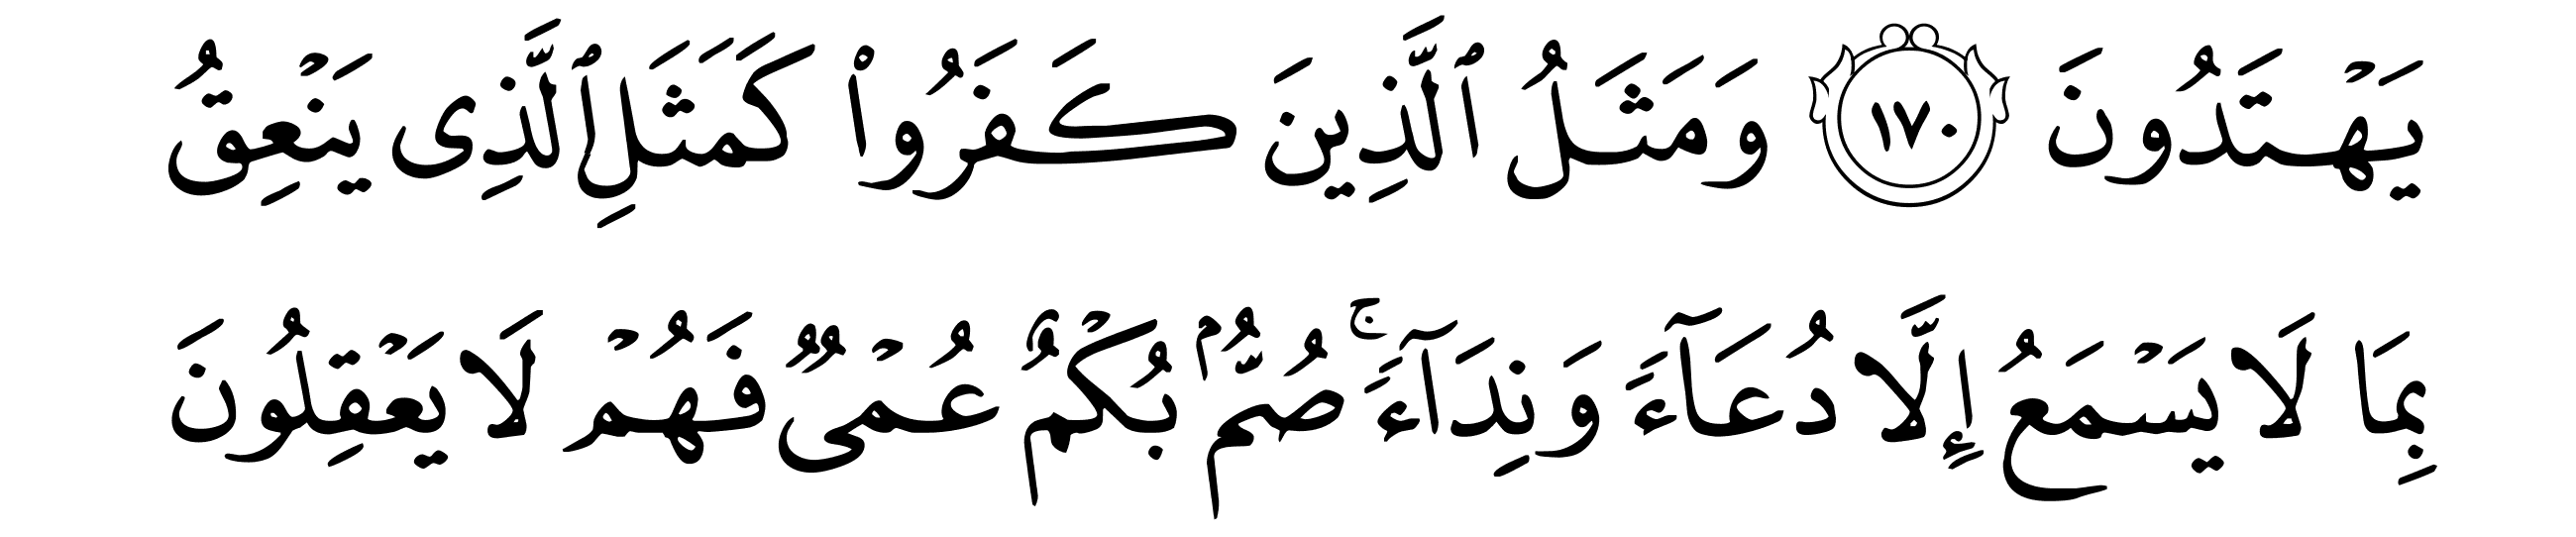 يَهۡتَدُونَ ١٧٠ وَمَثَلُ ٱلَّذِينَ كَفَرُواْ كَمَثَلِ ٱلَّذِى يَنۡعِقُ
بِمَا لَا يَسۡمَعُ إِلَّا دُعَآءً وَنِدَآءًۚ صُمُّۢ بُكۡمٌ عُمۡىٌ فَهُمۡ لَا يَعۡقِلُونَ